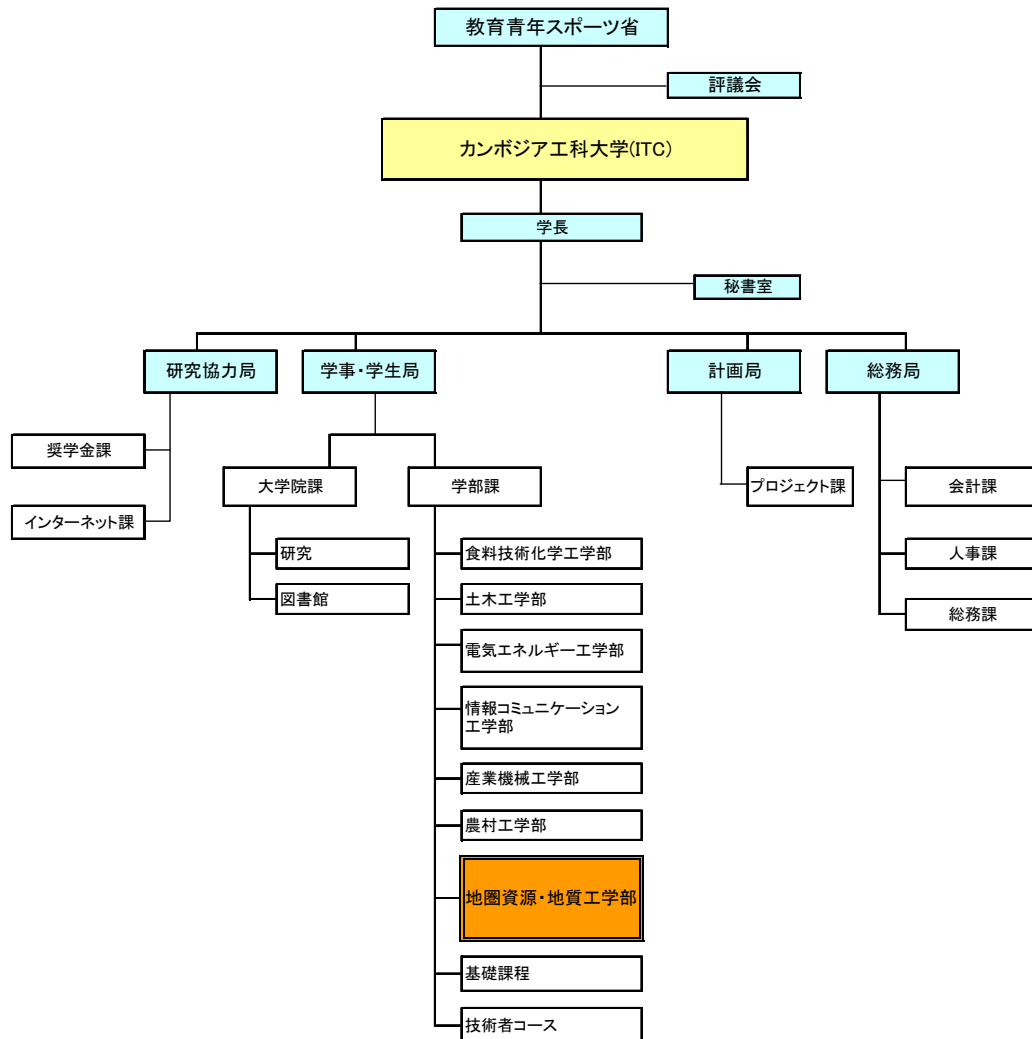 教育青年スポーツ省
評議会
カンボジア工科大学(ITC)
学長
秘書室
研究協力局
学事・学生局
計画局
総務局
奨学金課
インターネット課
大学院課
学部課
プロジェクト課
会計課
研究
食料技術化学工学部
人事課
図書館
土木工学部
総務課
電気エネルギー工学部
情報コミュニケーション
工学部
産業機械工学部
農村工学部
地圏資源・地質工学部
基礎課程
技術者コース